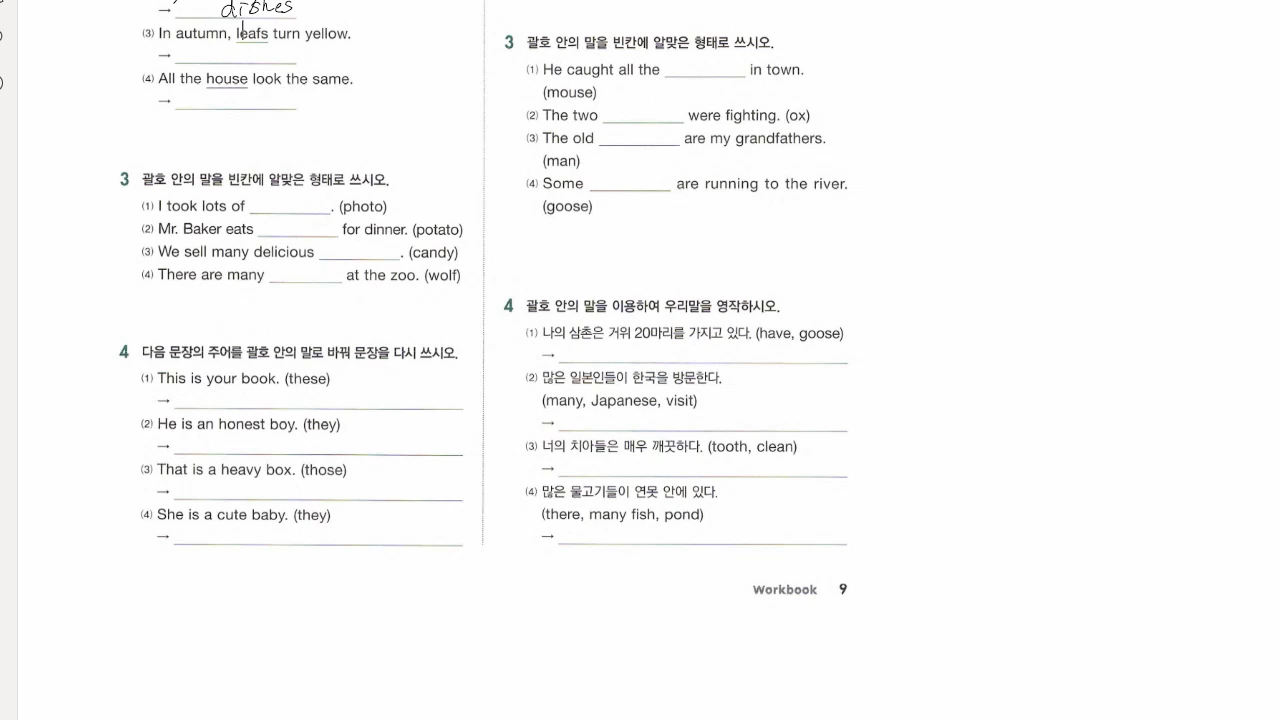 → dishes
(3) In autumn, leafs turn yellow.
→
(4) All the house look the same.
→
3 괄호 안의 말을 빈칸에 알맞은 형태로 쓰시오.
(1) I took lots of __________. (photo)
(2) Mr. Baker eats __________ for dinner. (potato)
(3) We sell many delicious __________. (candy)
(4) There are many __________ at the zoo. (wolf)
4 다음 문장의 주어를 괄호 안의 말로 바꿔 문장을 다시 쓰시오.
(1) This is your book. (these)
→
(2) He is an honest boy. (they)
→
(3) That is a heavy box. (those)
→
(4) She is a cute baby. (they)
→
3 괄호 안의 말을 빈칸에 알맞은 형태로 쓰시오.
(1) He caught all the __________ in town.
(mouse)
(2) The two __________ were fighting. (ox)
(3) The old __________ are my grandfathers.
(man)
(4) Some __________ are running to the river.
(goose)
4 괄호 안의 말을 이용하여 우리말을 영작하시오.
(1) 나의 삼촌은 거위 20마리를 가지고 있다. (have, goose)
→
(2) 많은 일본인들이 한국을 방문한다.
(many, Japanese, visit)
→
(3) 너의 치아들은 매우 깨끗하다. (tooth, clean)
→
(4) 많은 물고기들이 연못 안에 있다.
(there, many fish, pond)
→
Workbook 9